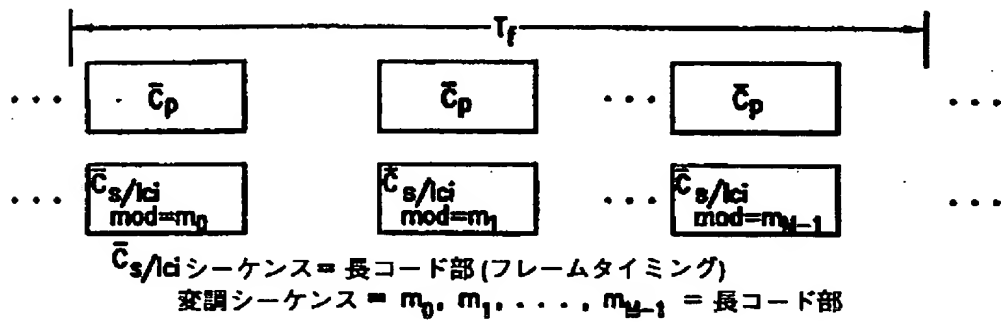 T_f
... C̄_p C̄_p ... C̄_p ...
... C̄_s/lci C̄_s/lci ... C̄_s/lci ...
mod=m_0 mod=m_1 mod=m_M-1
C̄_s/lciシーケンス= 長コード部 (フレームタイミング)
変調シーケンス = m_0, m_1, . . . . , m_M-1 = 長コード部